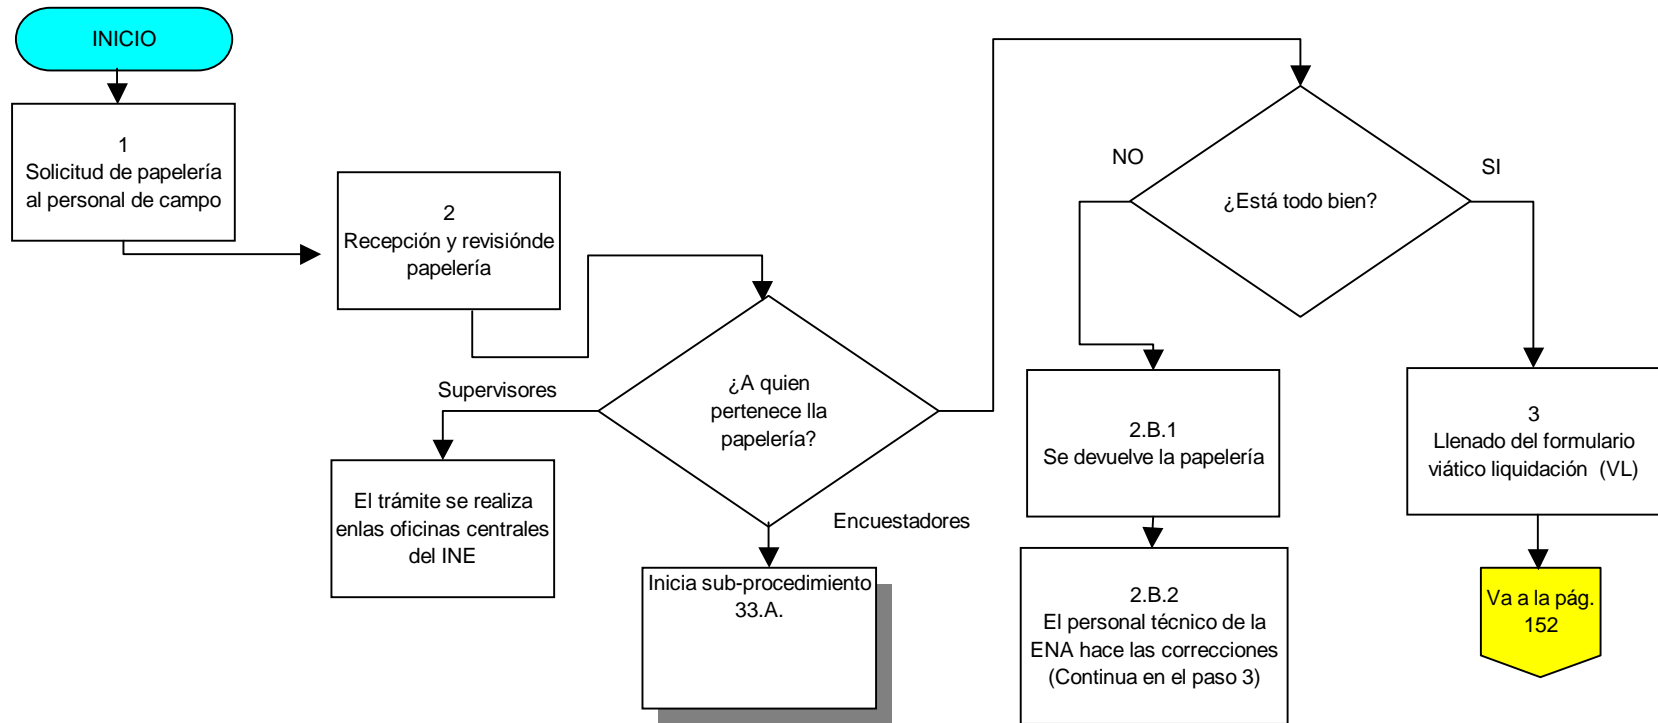 INICIO
1
Solicitud de papelería
al personal de campo
2
Recepción y revisiónde
papelería
¿A quien
pertenece lla
papelería?
Supervisores
El trámite se realiza
enlas oficinas centrales
del INE
Encuestadores
Inicia sub-procedimiento
33.A.
¿Está todo bien?
NO
SI
2.B.1
Se devuelve la papelería
2.B.2
El personal técnico de la
ENA hace las correcciones
(Continua en el paso 3)
3
Llenado del formulario
viático liquidación (VL)
Va a la pág.
152